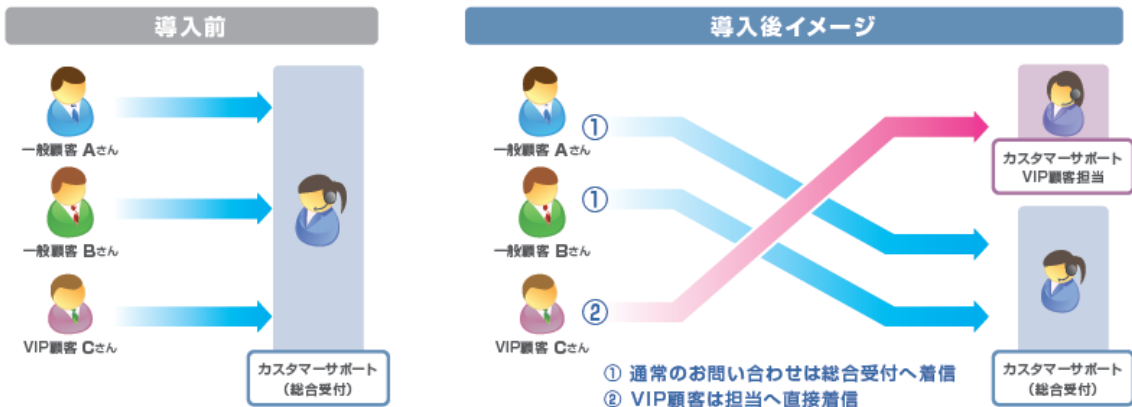 導入前
一般顧客 Aさん
一般顧客 Bさん
VIP顧客 Cさん
カスタマーサポート
(総合受付)
導入後イメージ
一般顧客 Aさん
①
一般顧客 Bさん
①
VIP顧客 Cさん
②
カスタマーサポート
VIP顧客担当
カスタマーサポート
(総合受付)
① 通常のお問い合わせは総合受付へ着信
② VIP顧客は担当へ直接着信